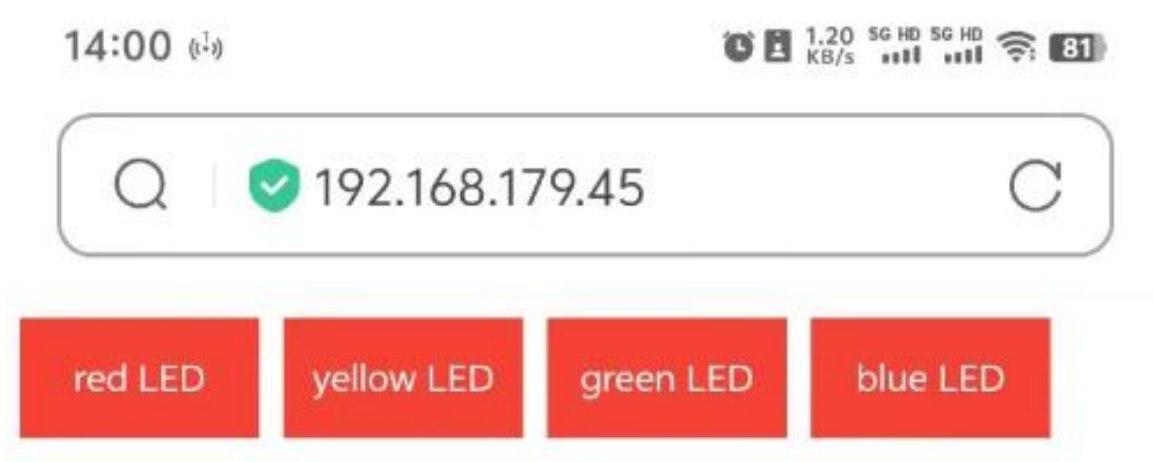 14:00 1.20 KB/s 5G HD 5G HD 81
192.168.179.45
red LED yellow LED green LED blue LED